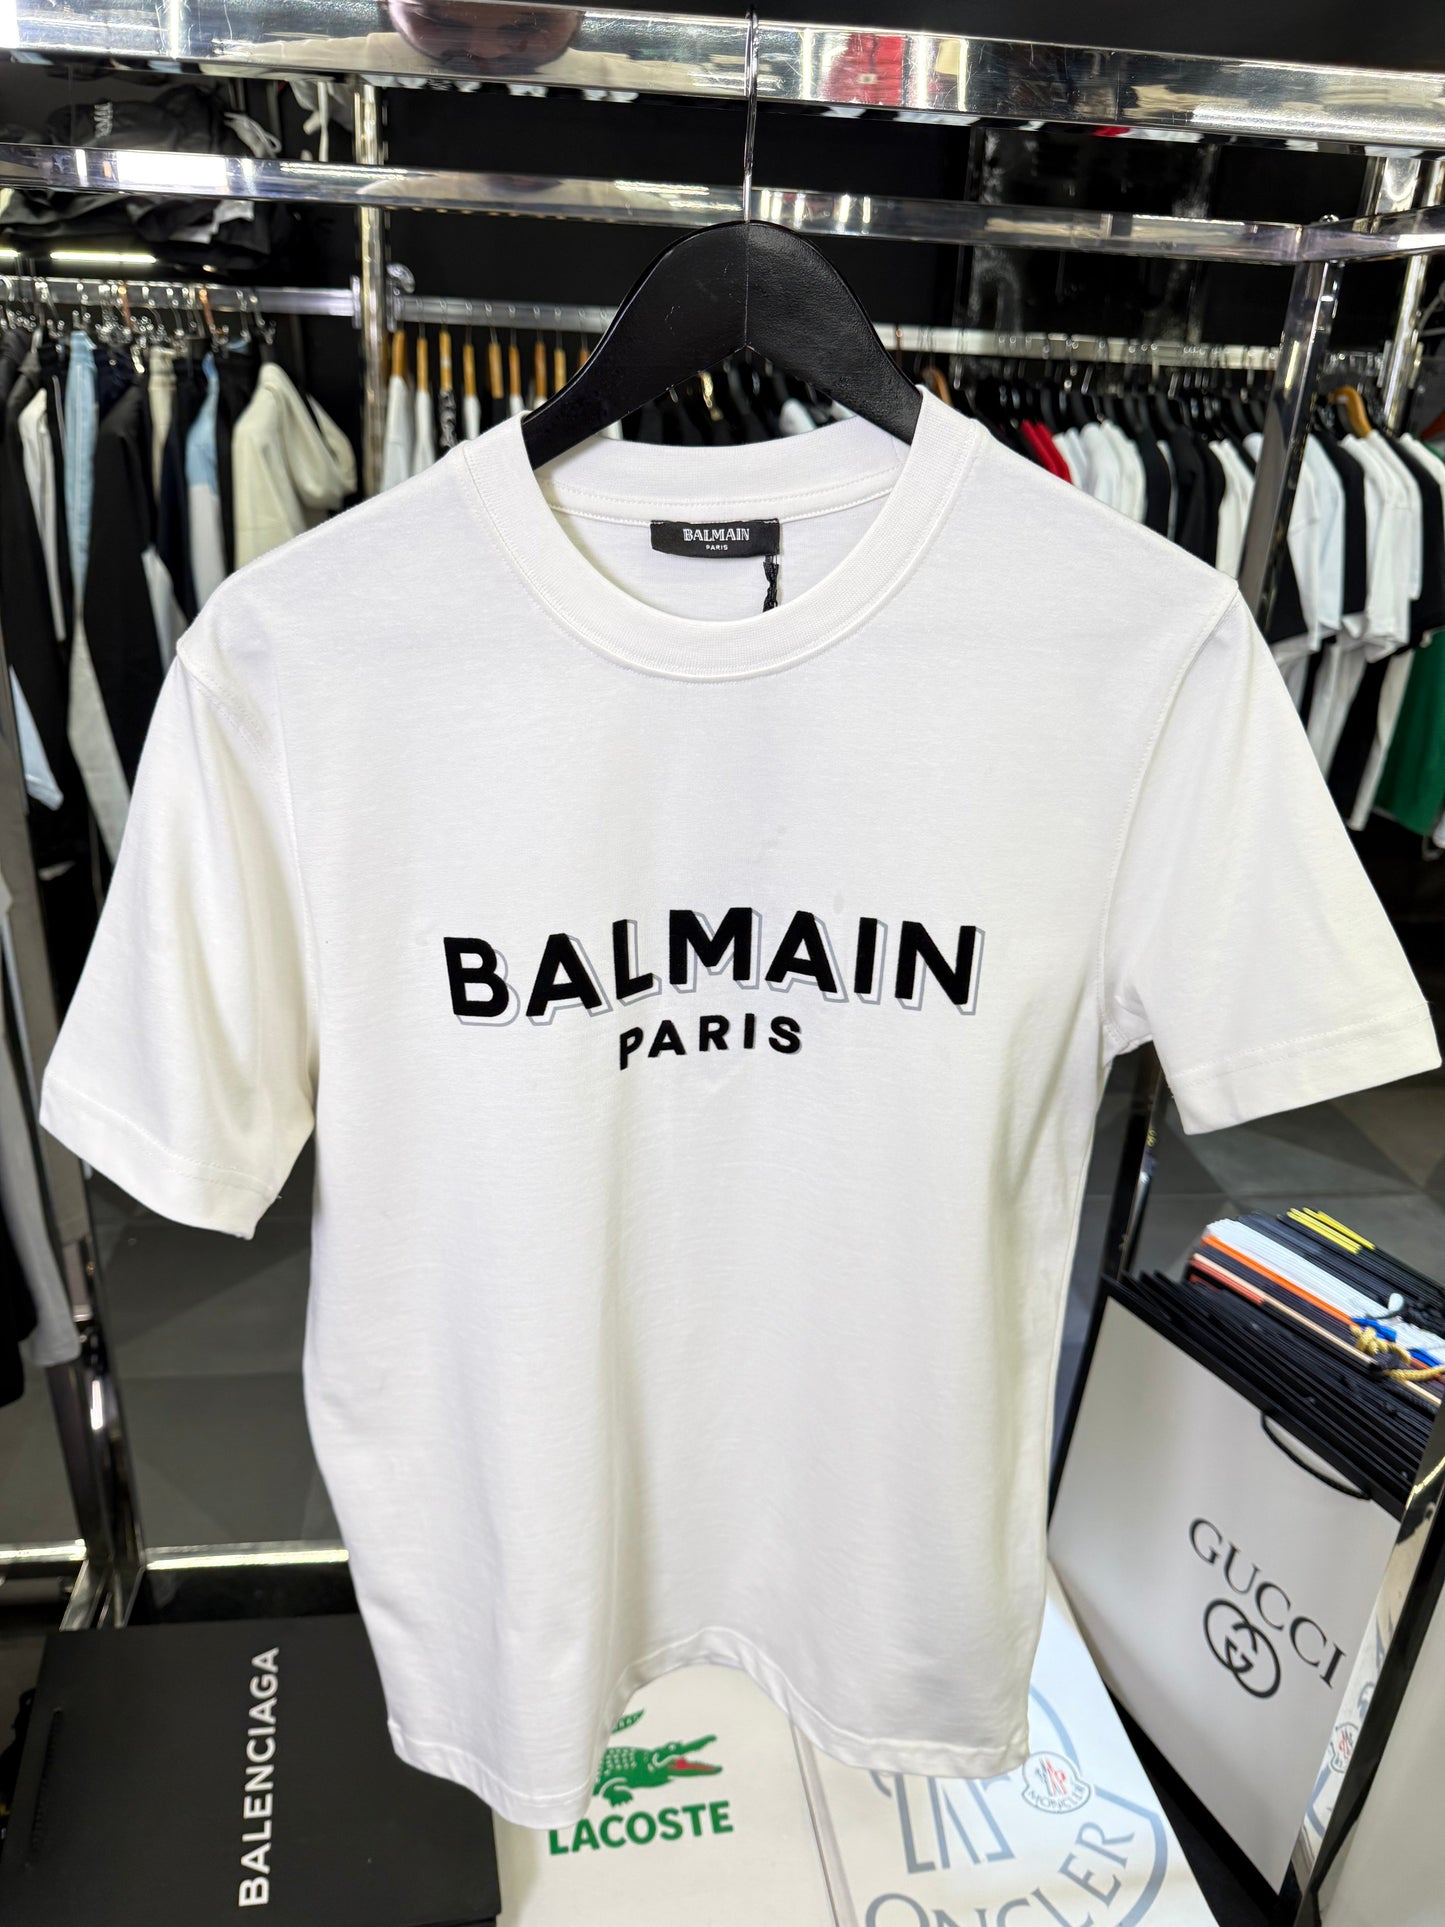 BALMAIN
PARIS
BALMAIN
PARIS
GUCCI
BALENCIAGA
LACOSTE
MONCLER